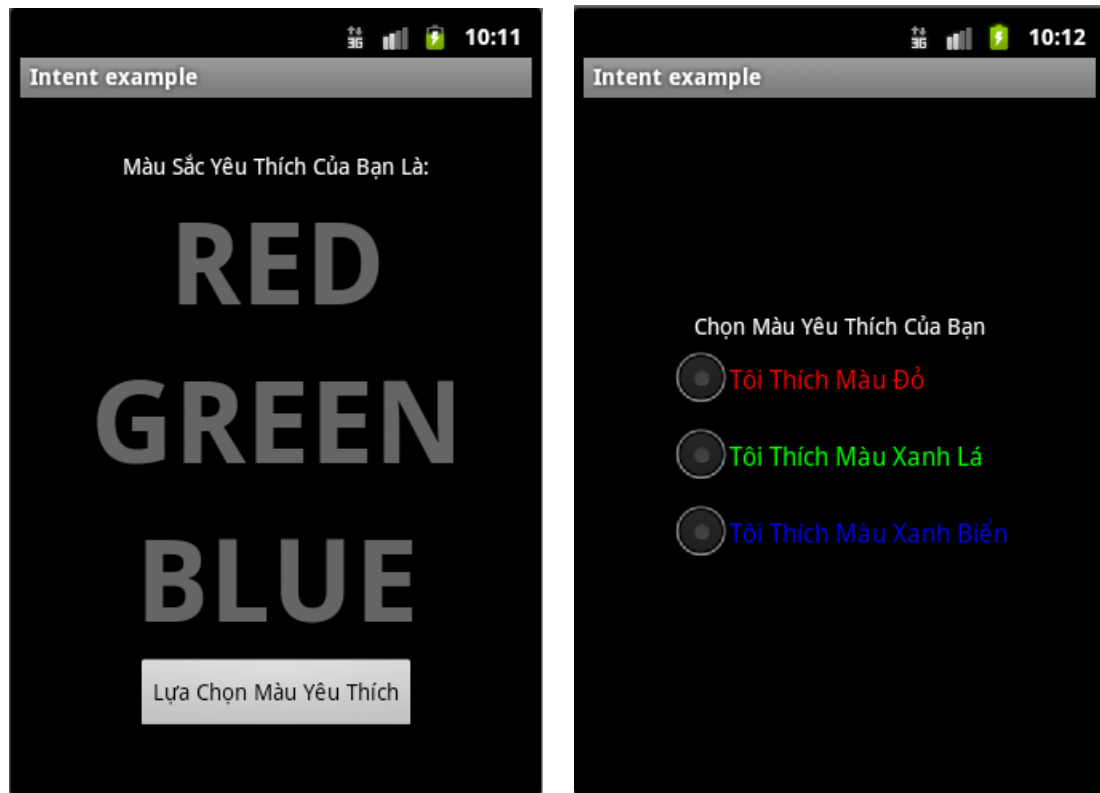 3G 10:11
Intent example
Màu Sắc Yêu Thích Của Bạn Là:
RED
GREEN
BLUE
Lựa Chọn Màu Yêu Thích
3G 10:12
Intent example
Chọn Màu Yêu Thích Của Bạn
Tôi Thích Màu Đỏ
Tôi Thích Màu Xanh Lá
Tôi Thích Màu Xanh Biển